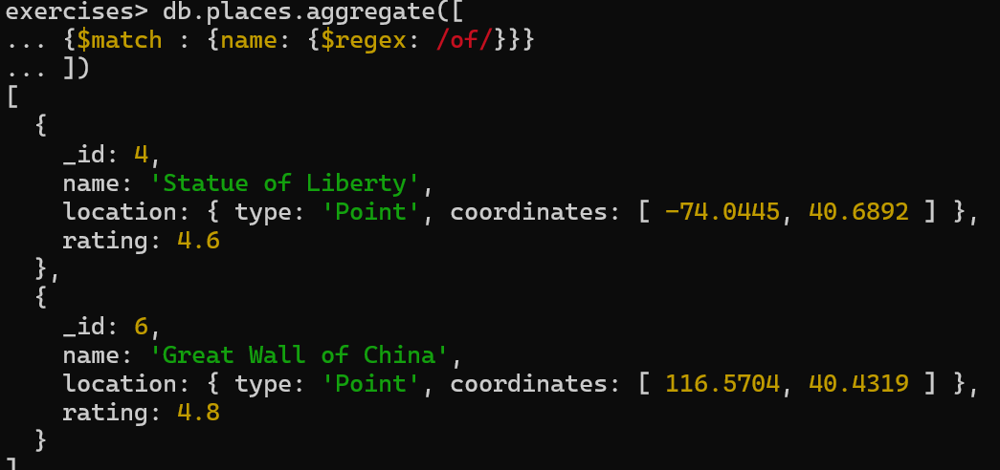 exercises> db.places.aggregate([
... {$match : {name: {$regex: /of/}}}
... ])
[
  {
    _id: 4,
    name: 'Statue of Liberty',
    location: { type: 'Point', coordinates: [ -74.0445, 40.6892 ] },
    rating: 4.6
  },
  {
    _id: 6,
    name: 'Great Wall of China',
    location: { type: 'Point', coordinates: [ 116.5704, 40.4319 ] },
    rating: 4.8
  }
]